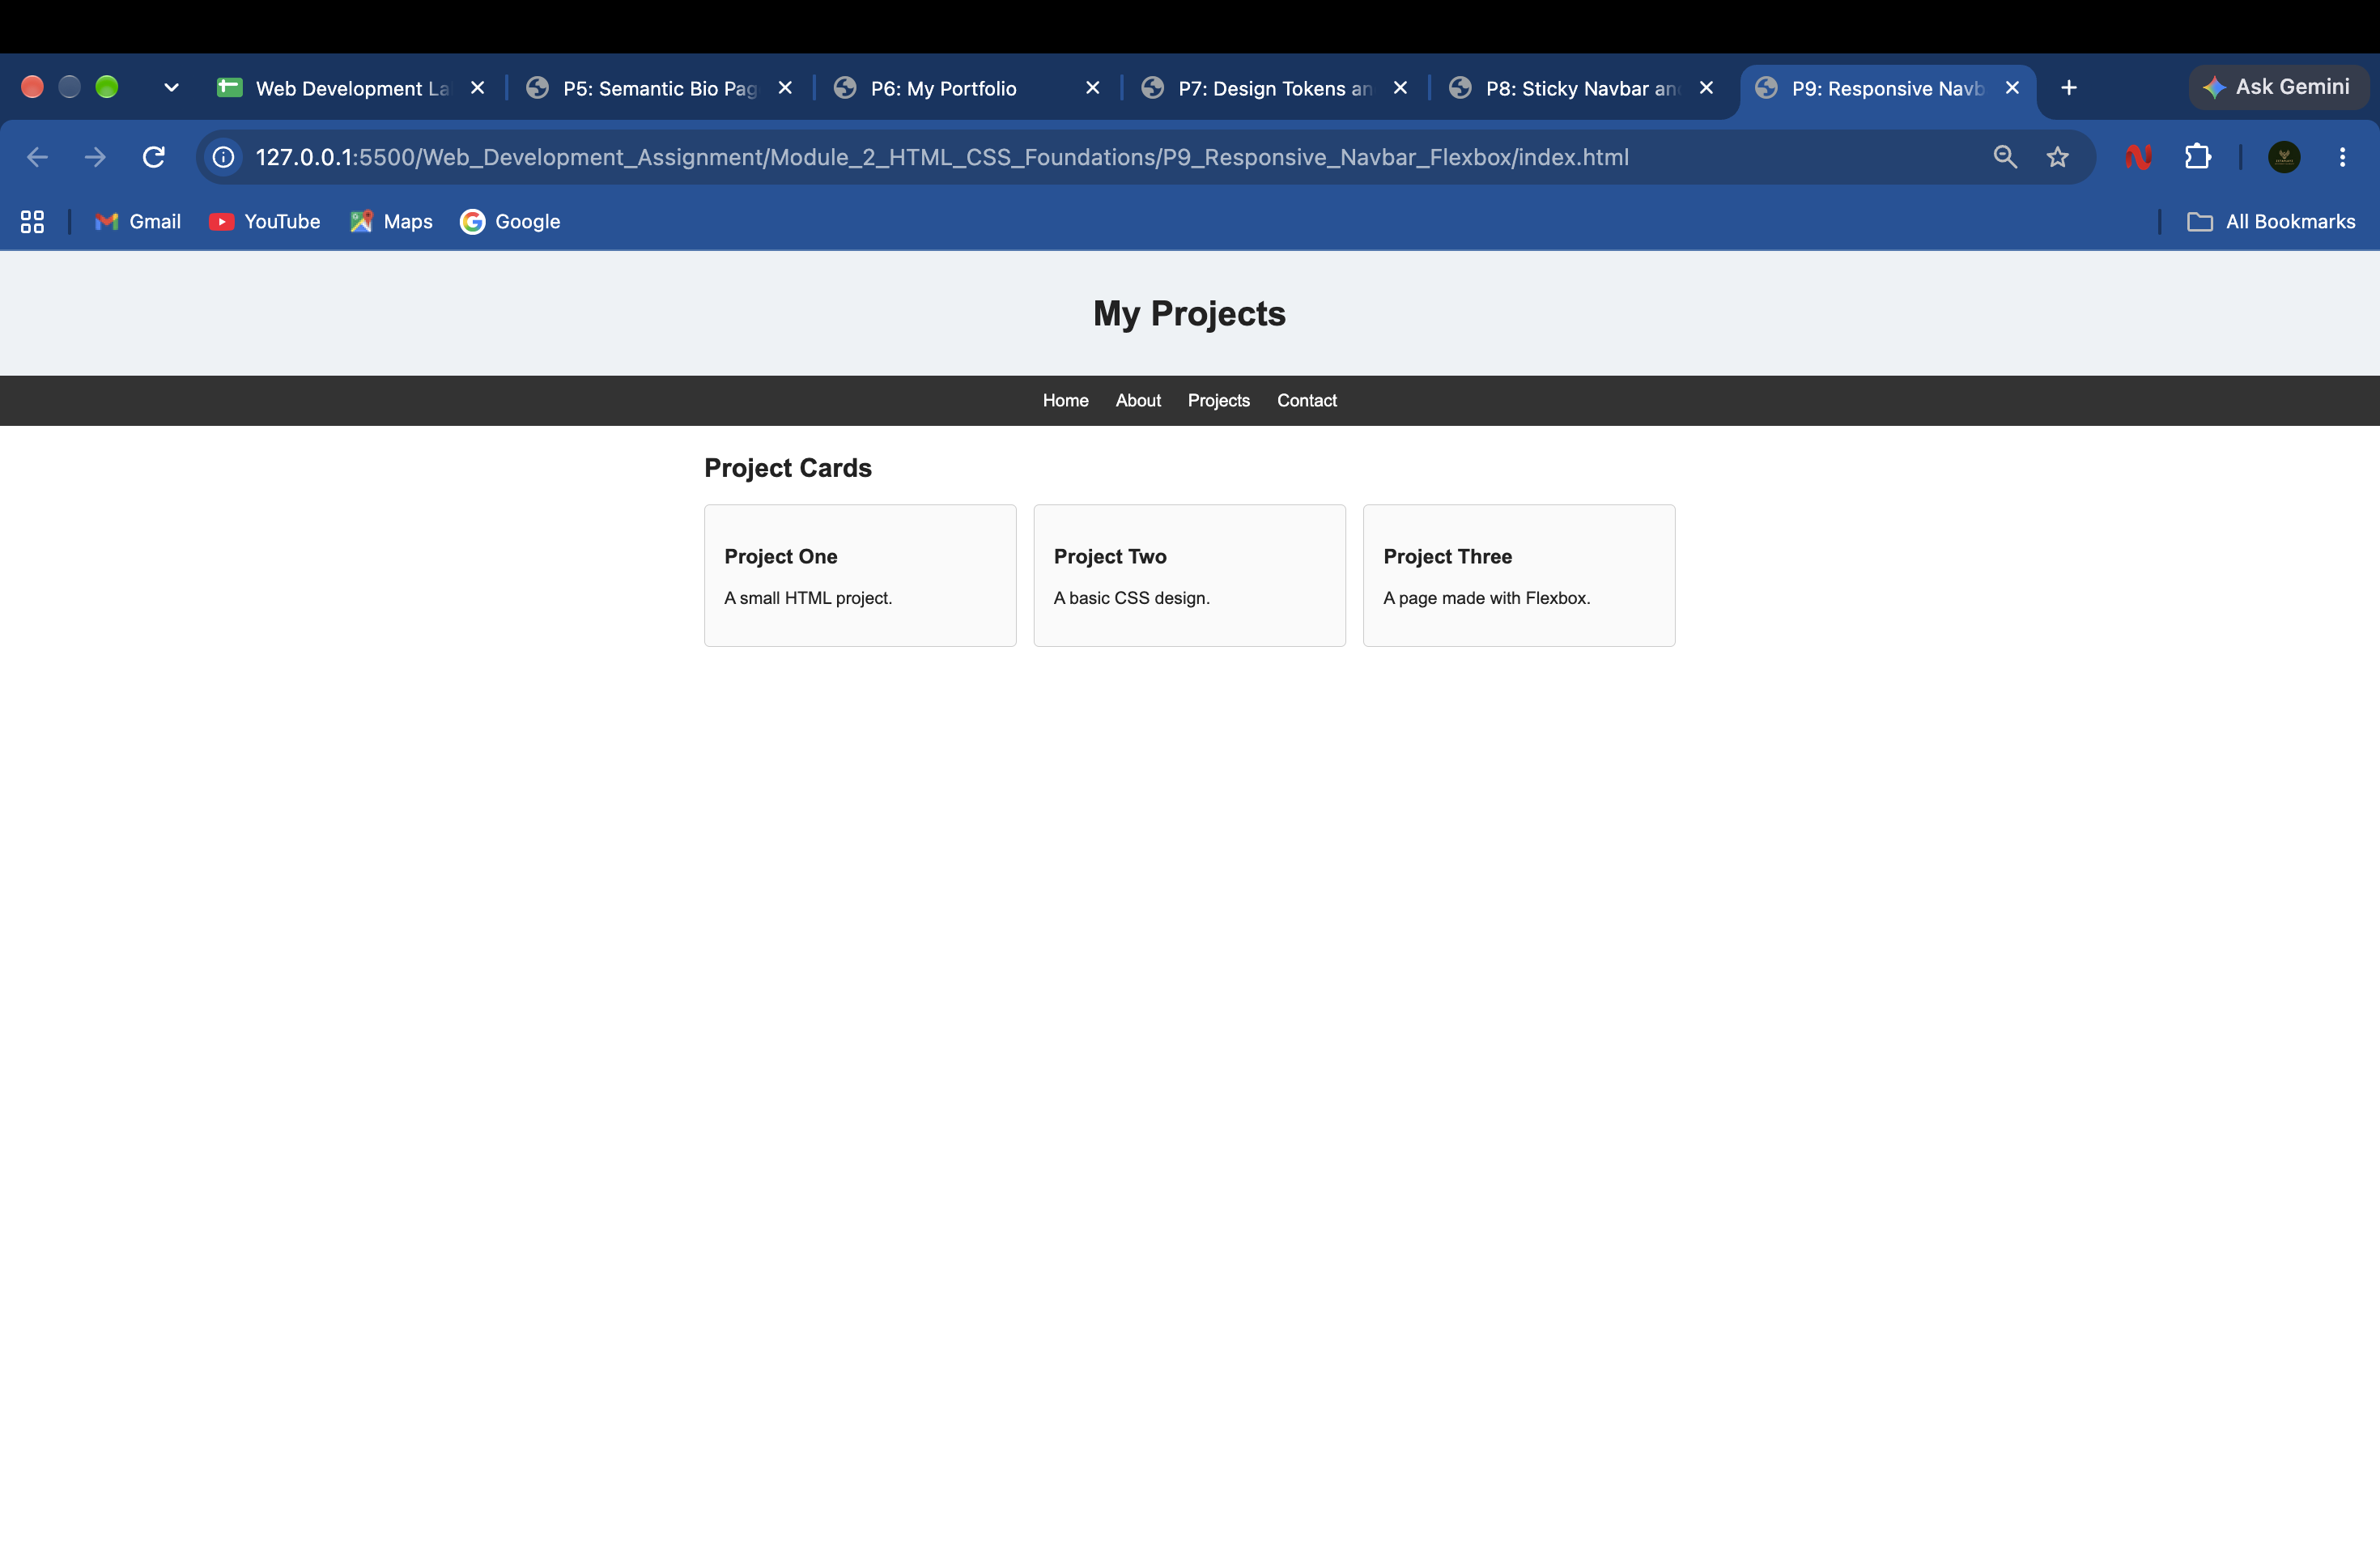 Web Development La
P5: Semantic Bio Pag
P6: My Portfolio
P7: Design Tokens an
P8: Sticky Navbar an
P9: Responsive Navb
Ask Gemini
127.0.0.1:5500/Web_Development_Assignment/Module_2_HTML_CSS_Foundations/P9_Responsive_Navbar_Flexbox/index.html
Gmail YouTube Maps Google All Bookmarks
My Projects
Home About Projects Contact
Project Cards
Project One
A small HTML project.
Project Two
A basic CSS design.
Project Three
A page made with Flexbox.